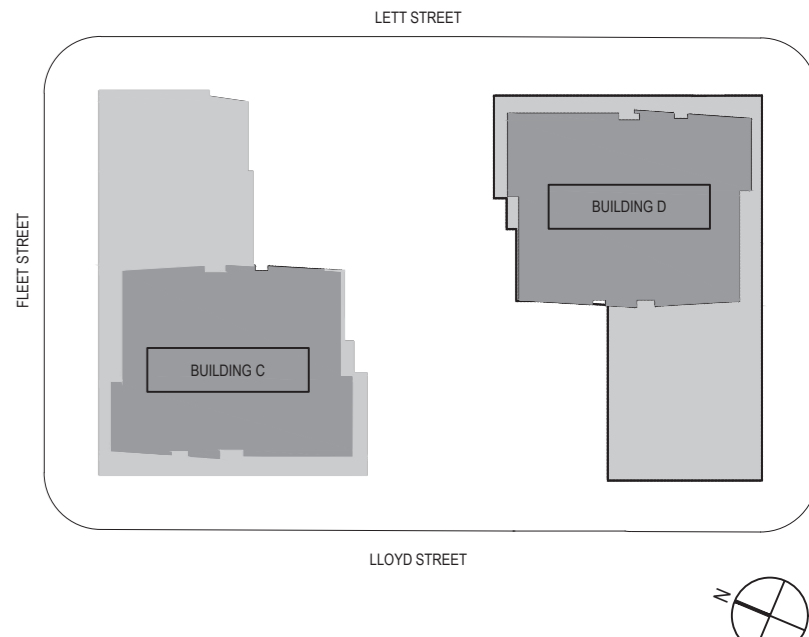 LETT STREET
BUILDING D
FLEET STREET
BUILDING C
LLOYD STREET
N